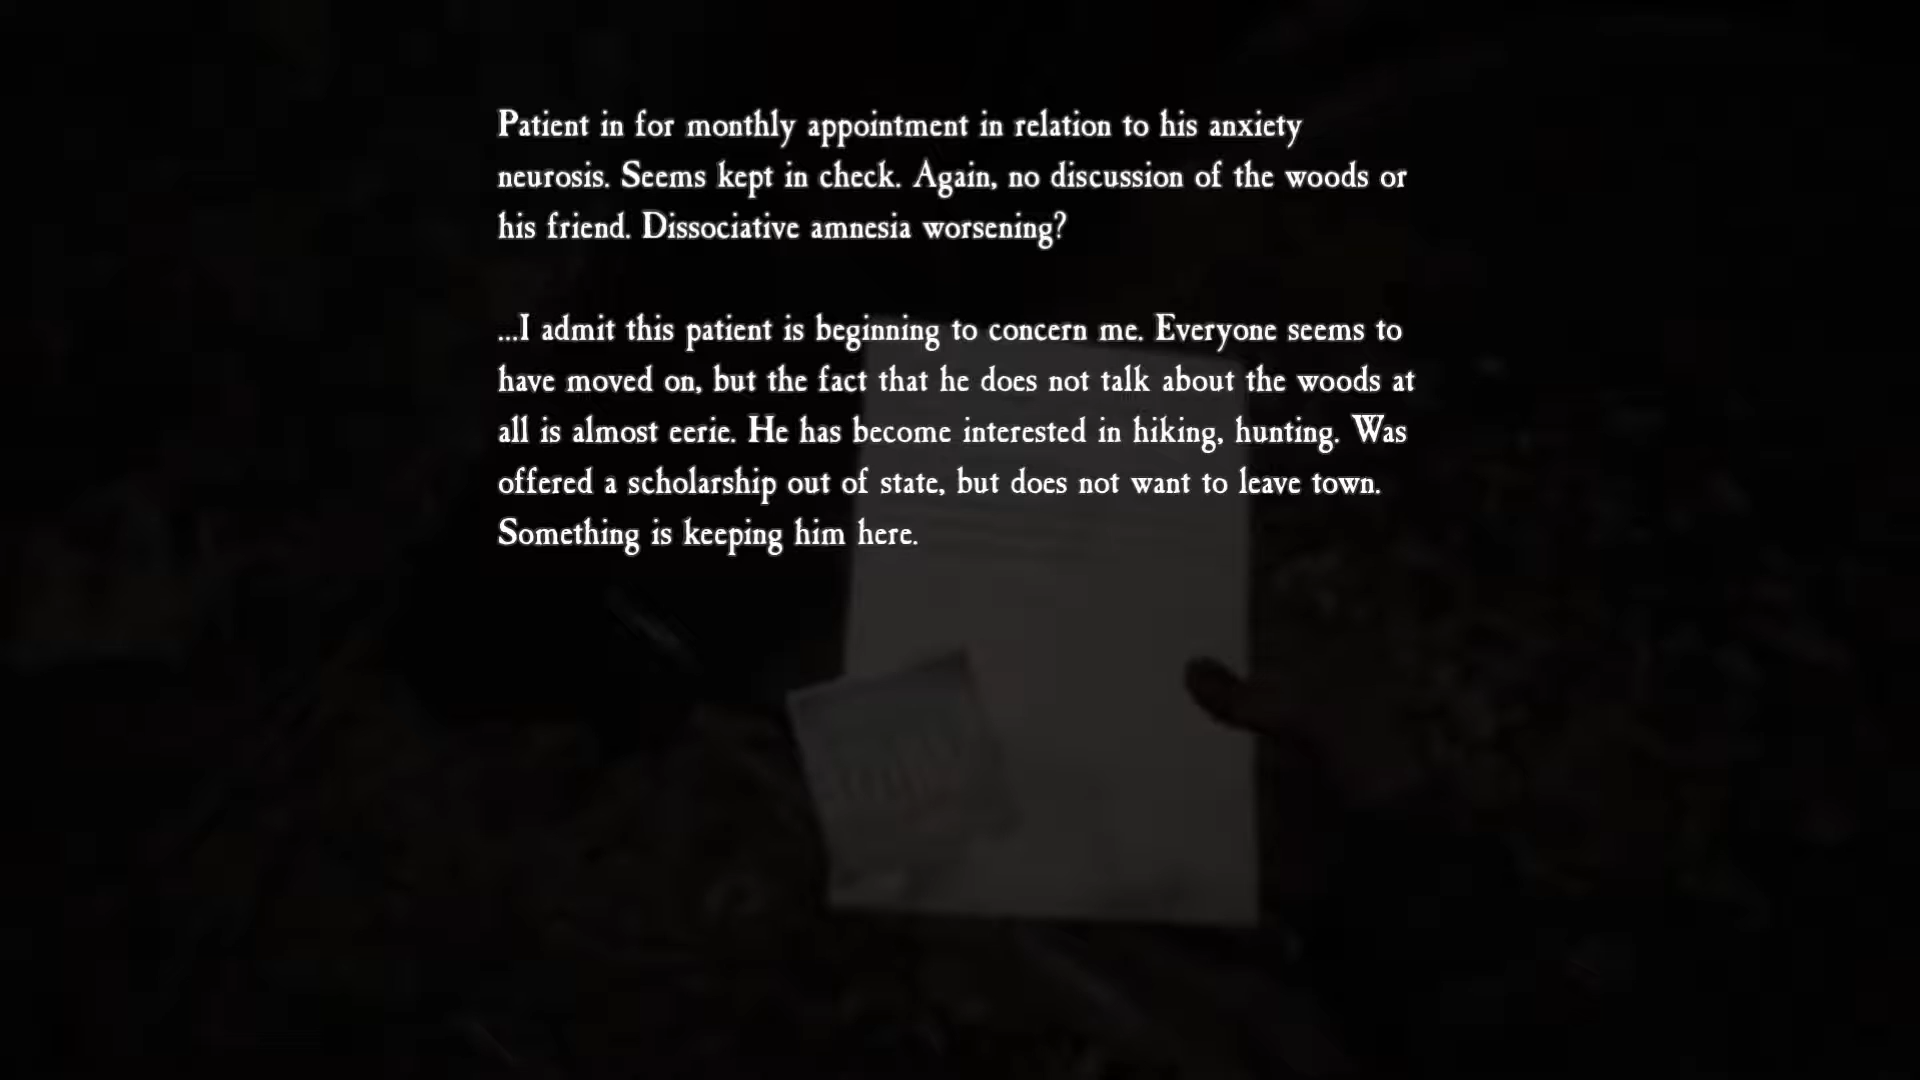 Patient in for monthly appointment in relation to his anxiety
neurosis. Seems kept in check. Again, no discussion of the woods or
his friend. Dissociative amnesia worsening?
...I admit this patient is beginning to concern me. Everyone seems to
have moved on, but the fact that he does not talk about the woods at
all is almost eerie. He has become interested in hiking, hunting. Was
offered a scholarship out of state, but does not want to leave town.
Something is keeping him here.